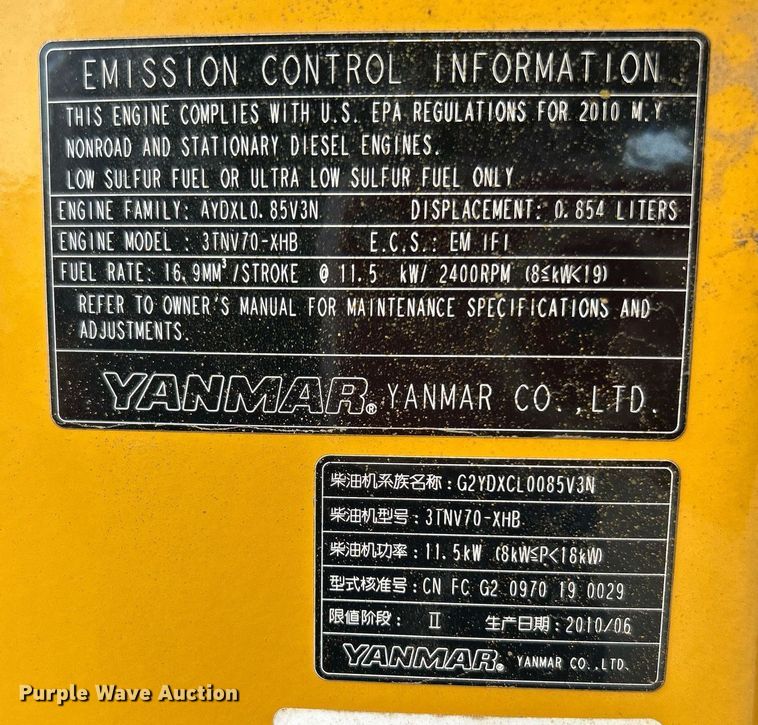 EMISSION CONTROL INFORMATION
THIS ENGINE COMPLIES WITH U.S. EPA REGULATIONS FOR 2010 M.Y
NONROAD AND STATIONARY DIESEL ENGINES.
LOW SULFUR FUEL OR ULTRA LOW SULFUR FUEL ONLY
ENGINE FAMILY: AYDXL0.85V3N DISPLACEMENT: 0.854 LITERS
ENGINE MODEL : 3TNV70-XHB E.C.S.: EM IFI
FUEL RATE: 16.9MM³/STROKE @ 11.5 kW/ 2400RPM (8≦kW<19)
REFER TO OWNER'S MANUAL FOR MAINTENANCE SPECIFICATIONS AND
ADJUSTMENTS.
YANMAR® YANMAR CO.,LTD.
柴油机系族名称: G2YDXCL0085V3N
柴油机型号: 3TNV70-XHB
柴油机功率: 11.5kW (8kW≦P<18kW)
型式核准号: CN FC G2 0970 19 0029
限值阶段: II 生产日期: 2010/06
YANMAR® YANMAR CO.,LTD.
Purple Wave Auction